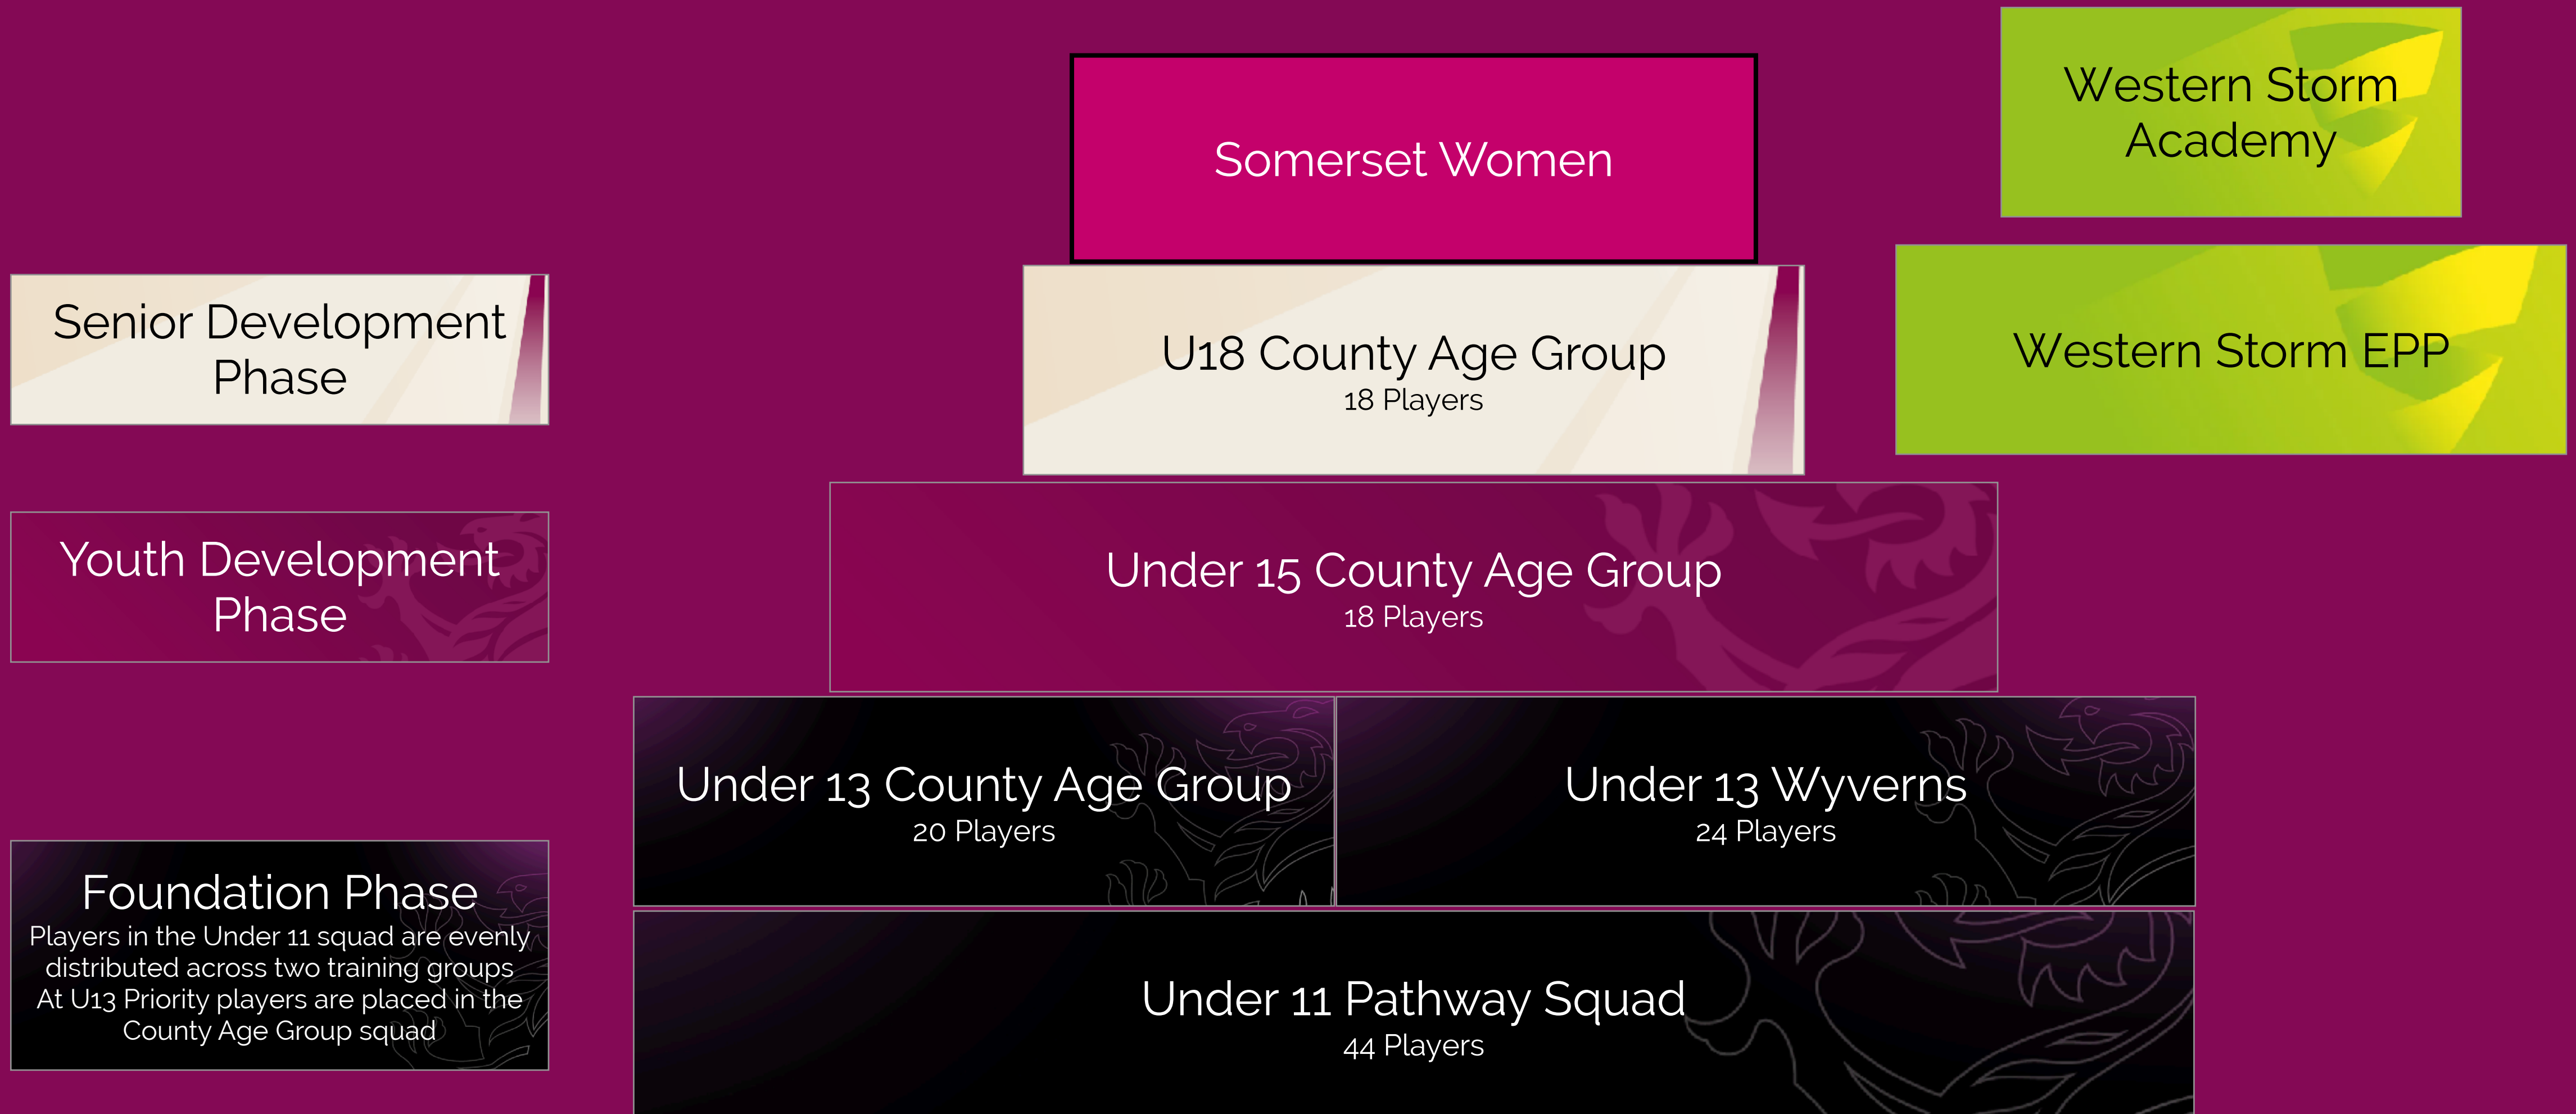 Somerset Women
Western Storm
Academy
Senior Development
Phase
U18 County Age Group
18 Players
Western Storm EPP
Youth Development
Phase
Under 15 County Age Group
18 Players
Under 13 County Age Group
20 Players
Under 13 Wyverns
24 Players
Foundation Phase
Players in the Under 11 squad are evenly
distributed across two training groups
At U13 Priority players are placed in the
County Age Group squad
Under 11 Pathway Squad
44 Players